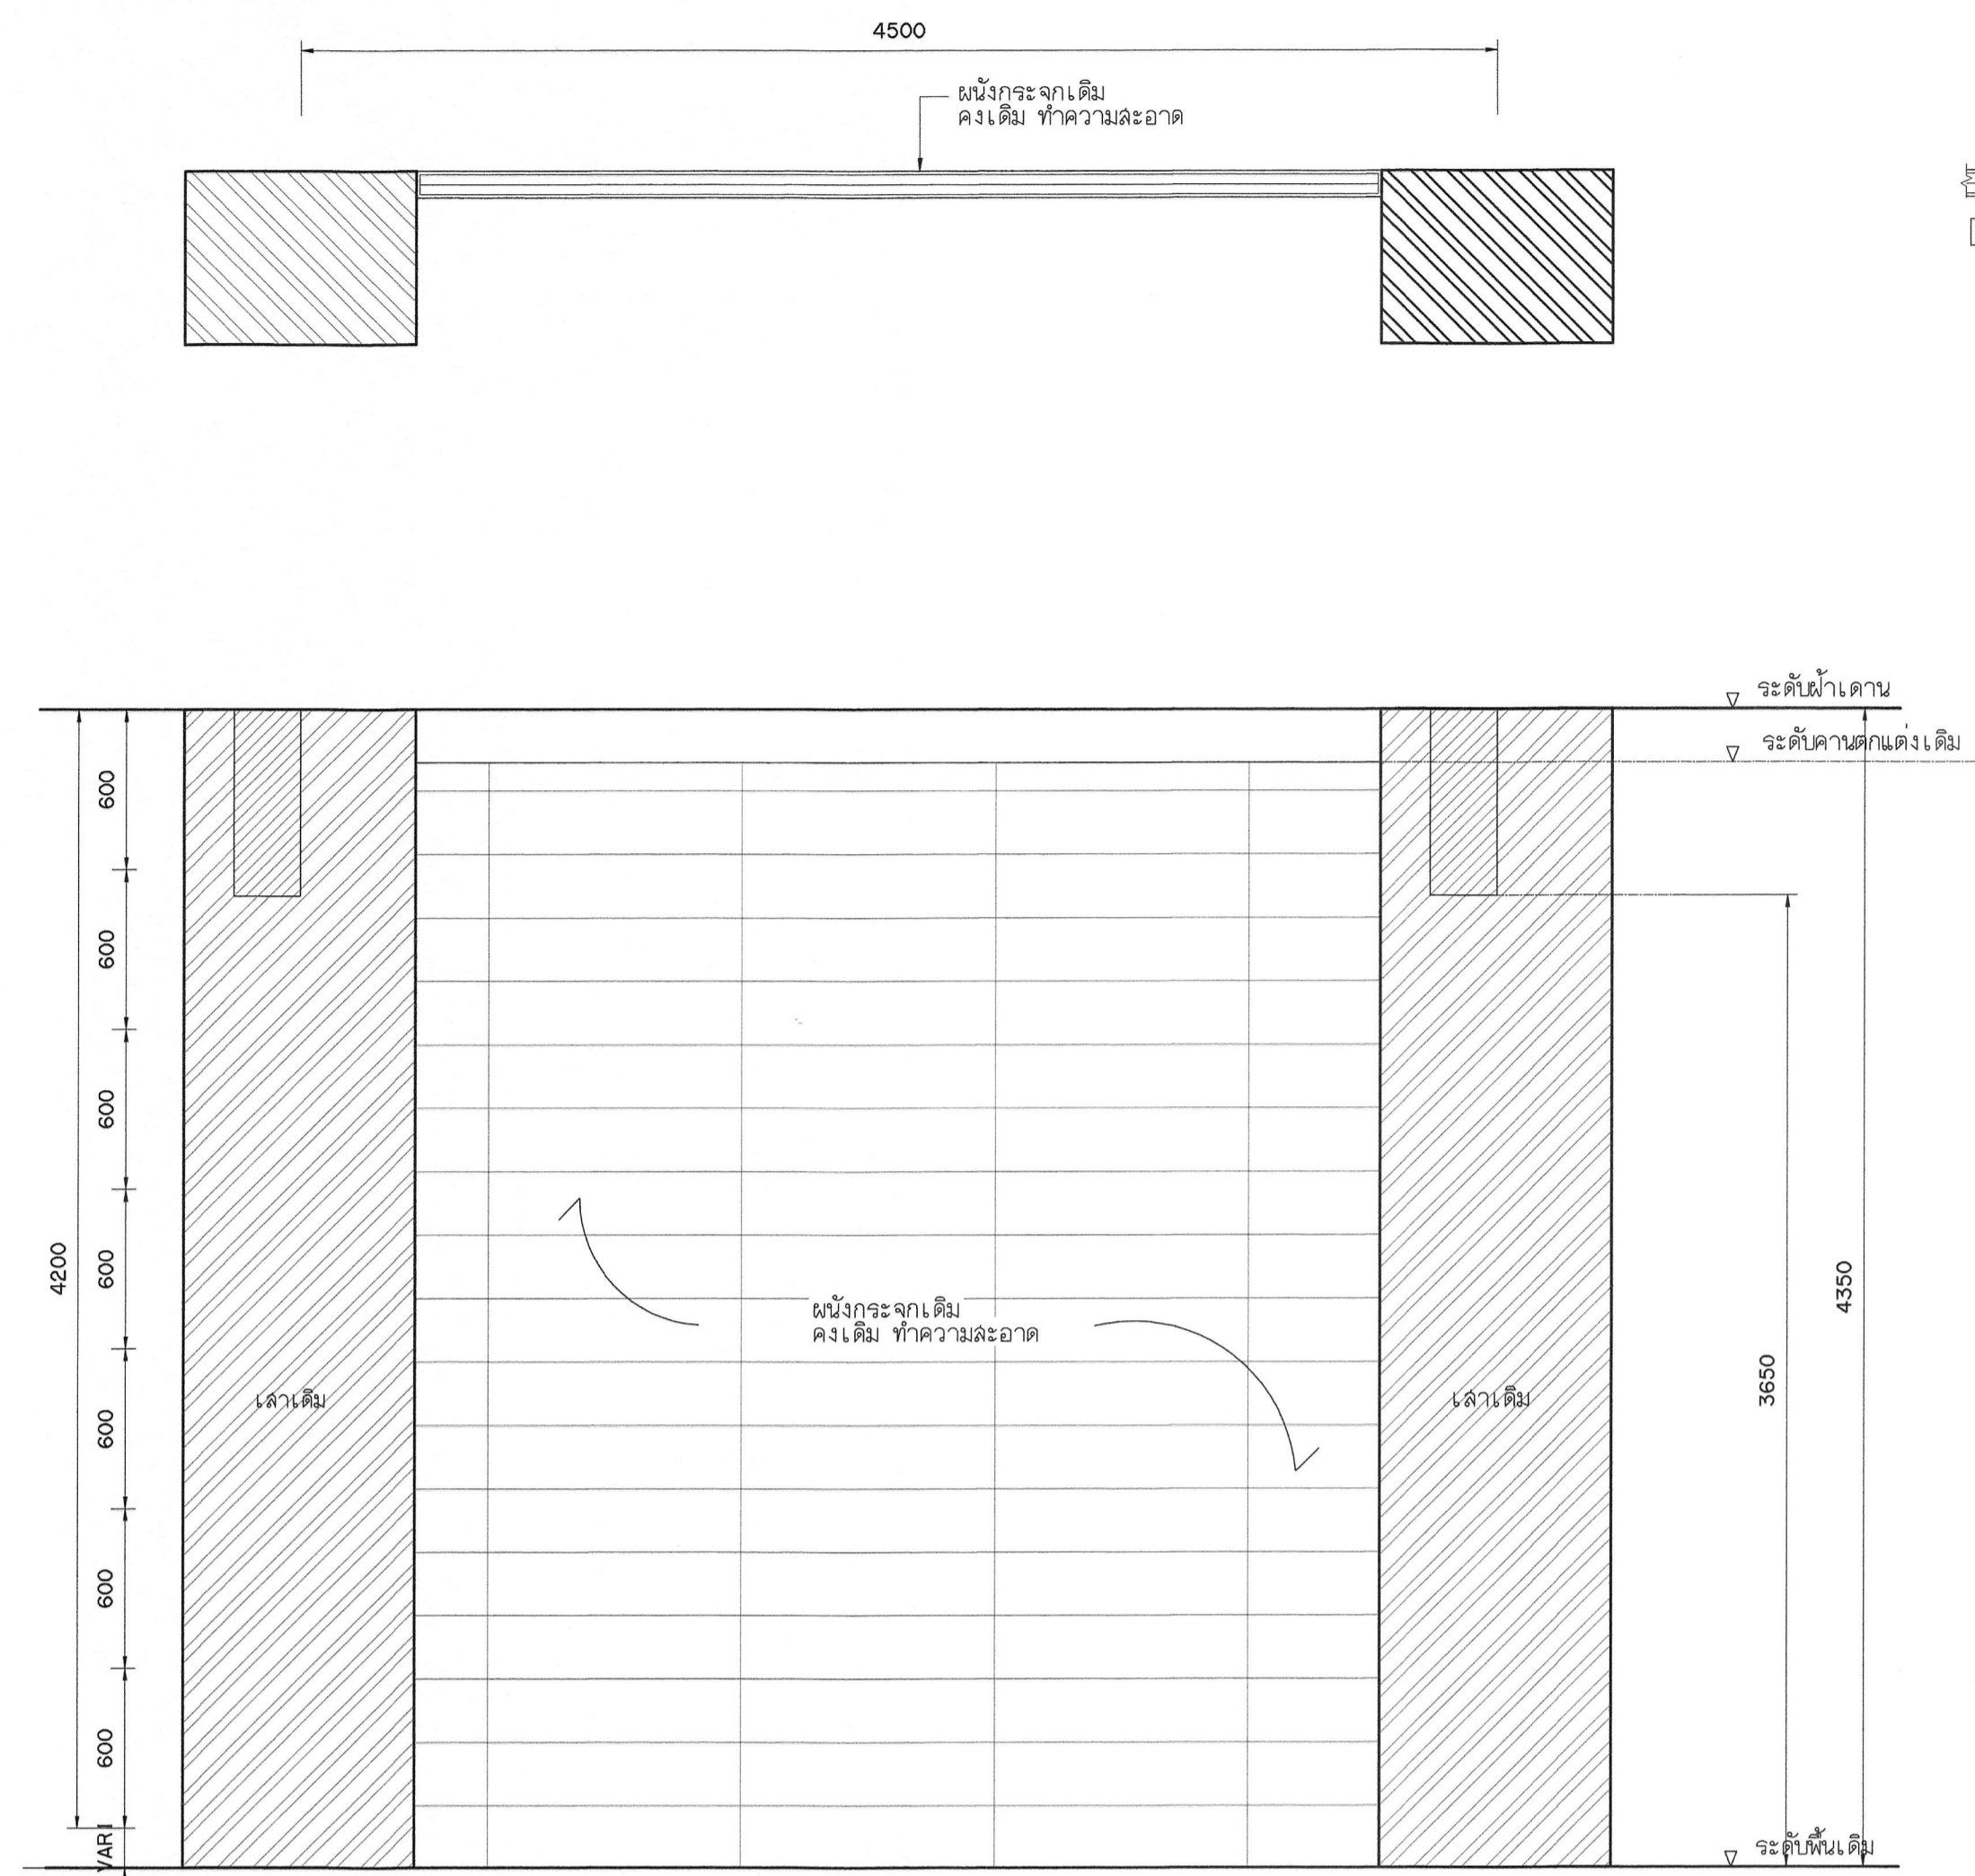 4500
ผนังกระจกเดิม
คงเดิม ทำความสะอาด
ระดับฝ้าเดาน
ระดับคานตกแต่งเดิม
600
600
600
600
600
600
600
4200
VARI
ผนังกระจกเดิม
คงเดิม ทำความสะอาด
เสาเดิม
เสาเดิม
3650
4350
ระดับพื้นเดิม